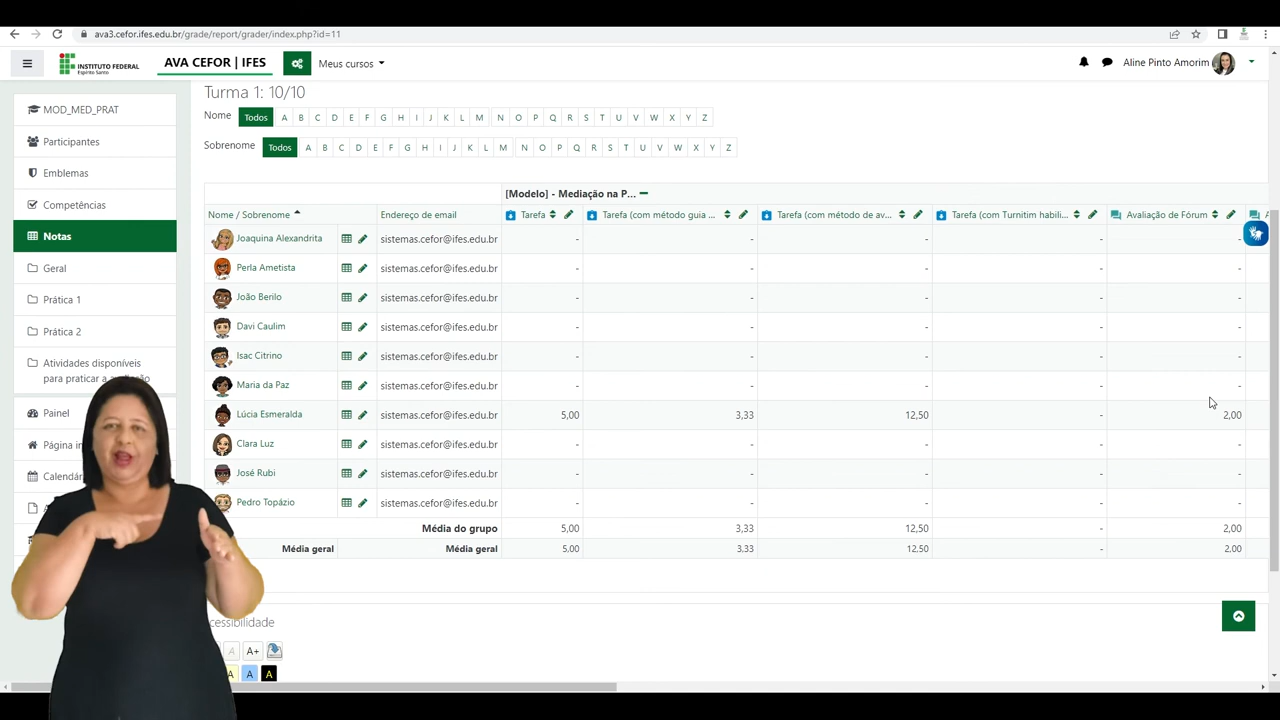 ava3.cefor.ifes.edu.br/grade/report/grader/index.php?id=11
INSTITUTO FEDERAL
Espírito Santo
AVA CEFOR | IFES
Meus cursos
Aline Pinto Amorim
MOD_MED_PRAT
Participantes
Emblemas
Competências
Notas
Geral
Prática 1
Prática 2
Atividades disponíveis
para praticar a avaliação
Painel
Página in
Calendár
Turma 1: 10/10
Nome Todos A B C D E F G H I J K L M N O P Q R S T U V W X Y Z
Sobrenome Todos A B C D E F G H I J K L M N O P Q R S T U V W X Y Z
[Modelo] - Mediação na P...
Nome / Sobrenome Endereço de email Tarefa Tarefa (com método guia ... Tarefa (com método de av... Tarefa (com Turnitim habili... Avaliação de Fórum
Joaquina Alexandrita sistemas.cefor@ifes.edu.br - - - - -
Perla Ametista sistemas.cefor@ifes.edu.br - - - - -
João Berilo sistemas.cefor@ifes.edu.br - - - - -
Davi Caulim sistemas.cefor@ifes.edu.br - - - - -
Isac Citrino sistemas.cefor@ifes.edu.br - - - - -
Maria da Paz sistemas.cefor@ifes.edu.br - - - - -
Lúcia Esmeralda sistemas.cefor@ifes.edu.br 5,00 3,33 12,50 - 2,00
Clara Luz sistemas.cefor@ifes.edu.br - - - - -
José Rubi sistemas.cefor@ifes.edu.br - - - - -
Pedro Topázio sistemas.cefor@ifes.edu.br - - - - -
Média do grupo 5,00 3,33 12,50 - 2,00
Média geral Média geral 5,00 3,33 12,50 - 2,00
cessibilidade
A A+
A A A